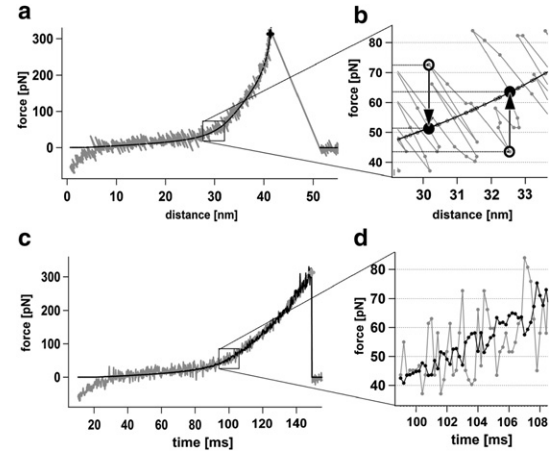 a
force [pN]
300
200
100
0
0 10 20 30 40 50
distance [nm]
b
force [pN]
80
70
60
50
40
30 31 32 33
distance [nm]
c
force [pN]
300
200
100
0
20 40 60 80 100 120 140
time [ms]
d
force [pN]
80
70
60
50
40
100 102 104 106 108
time [ms]